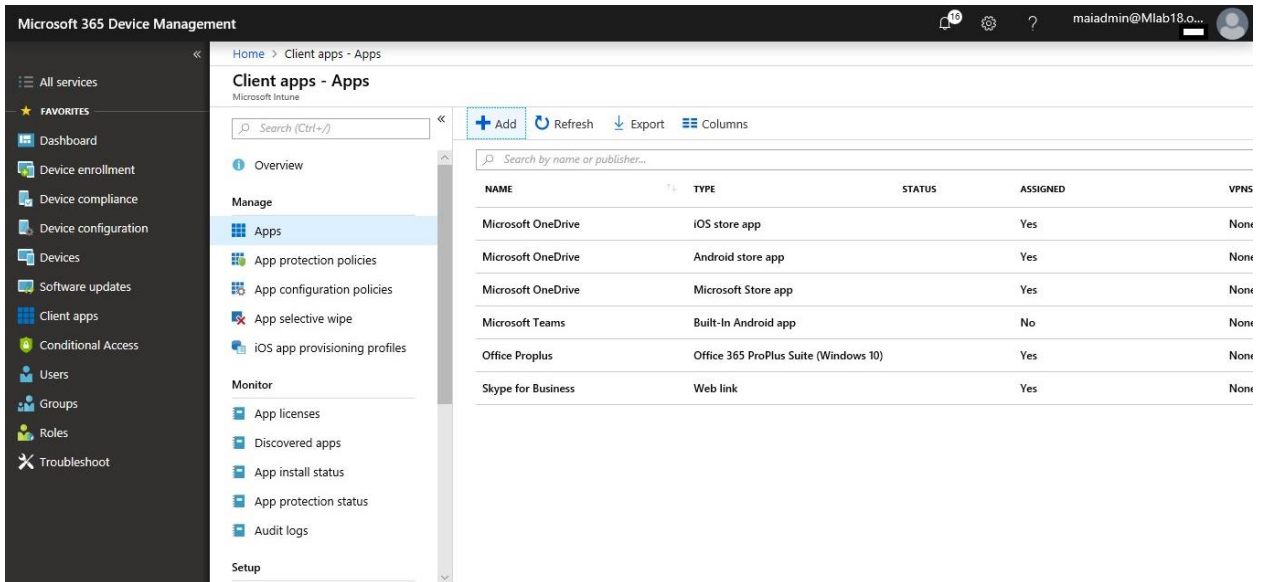 Microsoft 365 Device Management
16
?
maiadmin@Mlab18.o...
«
All services
FAVORITES
Dashboard
Device enrollment
Device compliance
Device configuration
Devices
Software updates
Client apps
Conditional Access
Users
Groups
Roles
Troubleshoot
Home > Client apps - Apps
Client apps - Apps
Microsoft Intune
Search (Ctrl+/)
«
Overview
Manage
Apps
App protection policies
App configuration policies
App selective wipe
iOS app provisioning profiles
Monitor
App licenses
Discovered apps
App install status
App protection status
Audit logs
Setup
Add Refresh Export Columns
Search by name or publisher...
NAME TYPE STATUS ASSIGNED VPNS
Microsoft OneDrive iOS store app Yes None
Microsoft OneDrive Android store app Yes None
Microsoft OneDrive Microsoft Store app Yes None
Microsoft Teams Built-In Android app No None
Office Proplus Office 365 ProPlus Suite (Windows 10) Yes None
Skype for Business Web link Yes None